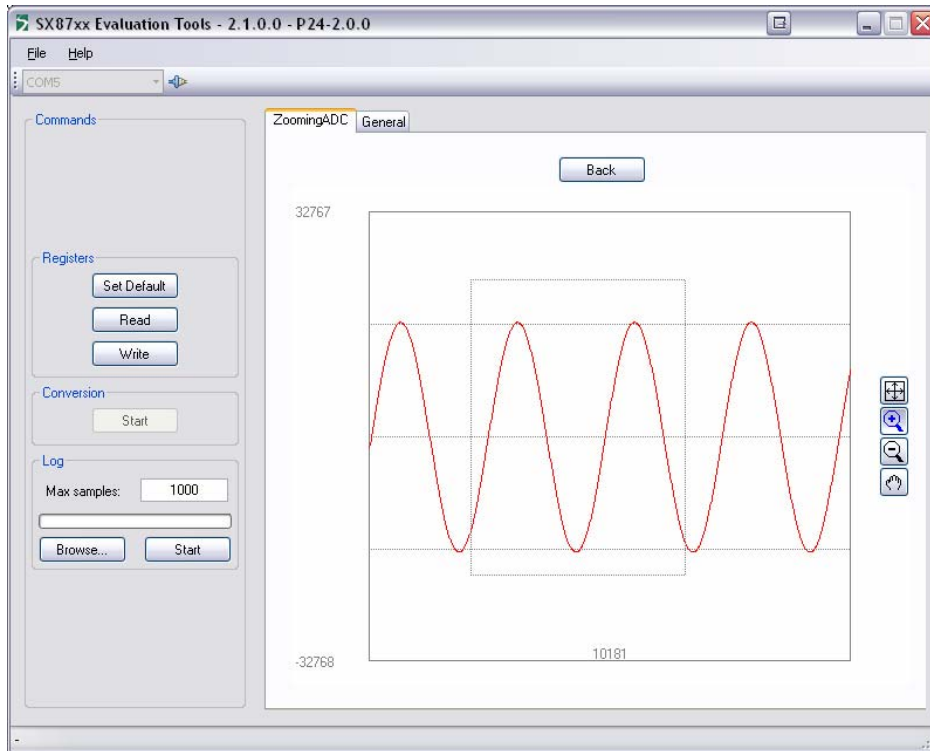 SX87xx Evaluation Tools - 2.1.0.0 - P24-2.0.0
File Help
COM5
Commands
Registers
Set Default
Read
Write
Conversion
Start
Log
Max samples: 1000
Browse... Start
ZoomingADC General
Back
32767
-32768
10181
-